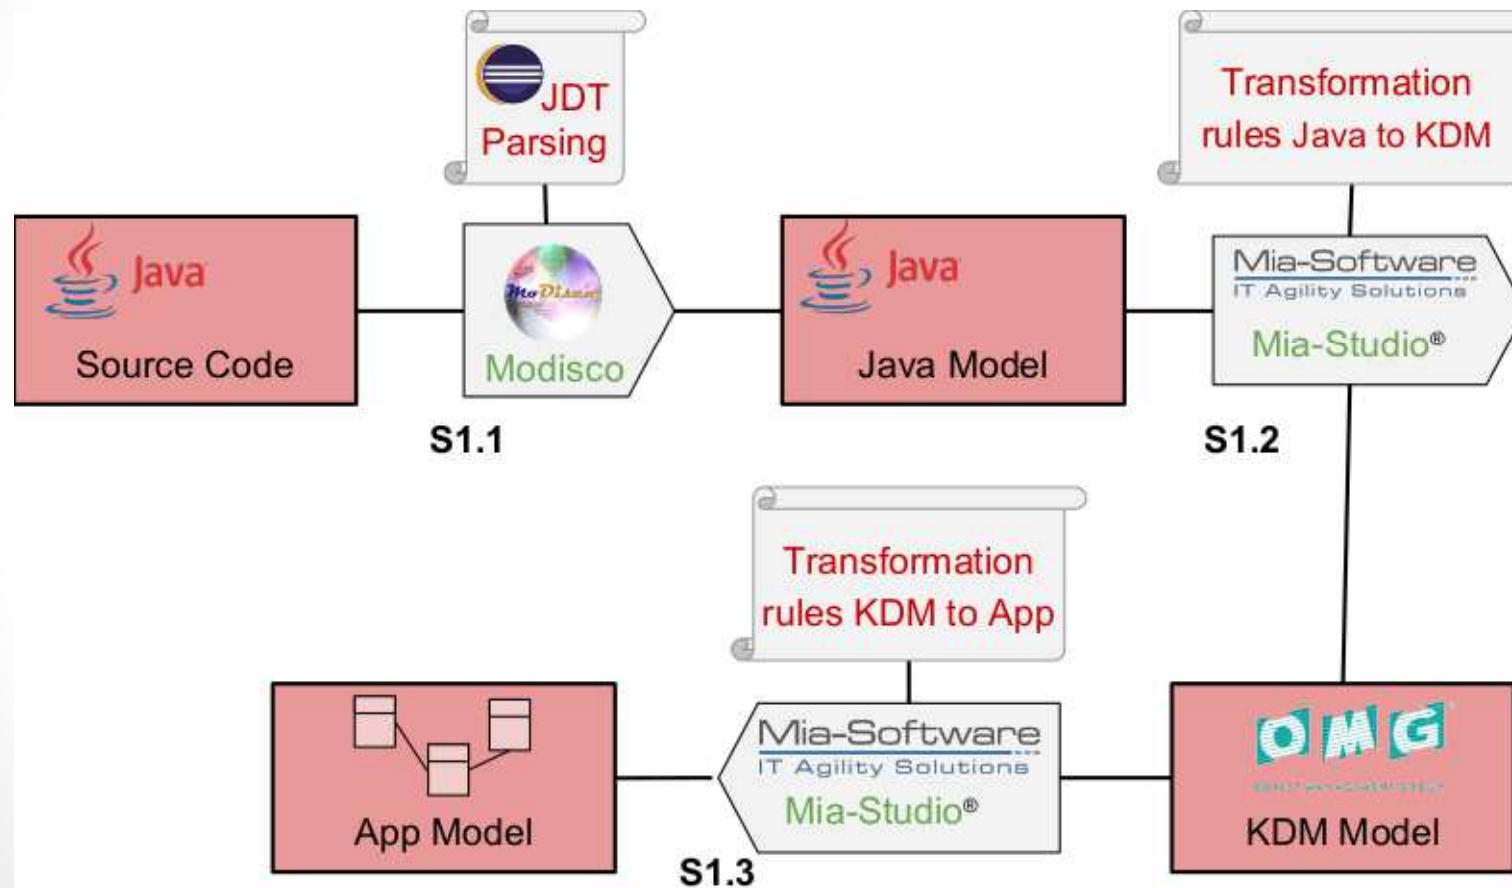 JDT
Parsing
Transformation
rules Java to KDM
Java
Source Code
MoDisco
Modisco
Java
Java Model
Mia-Software
IT Agility Solutions
Mia-Studio®
S1.1
S1.2
Transformation
rules KDM to App
App Model
Mia-Software
IT Agility Solutions
Mia-Studio®
OMG
KDM Model
S1.3